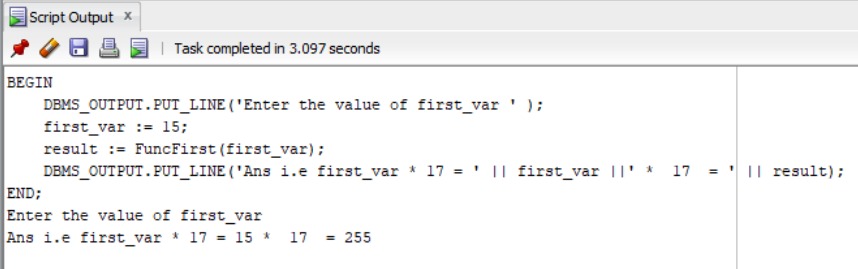 Script Output x
Task completed in 3.097 seconds
BEGIN
    DBMS_OUTPUT.PUT_LINE('Enter the value of first_var ' );
    first_var := 15;
    result := FuncFirst(first_var);
    DBMS_OUTPUT.PUT_LINE('Ans i.e first_var * 17 = ' || first_var ||' *  17  = ' || result);
END;
Enter the value of first_var
Ans i.e first_var * 17 = 15 *  17  = 255